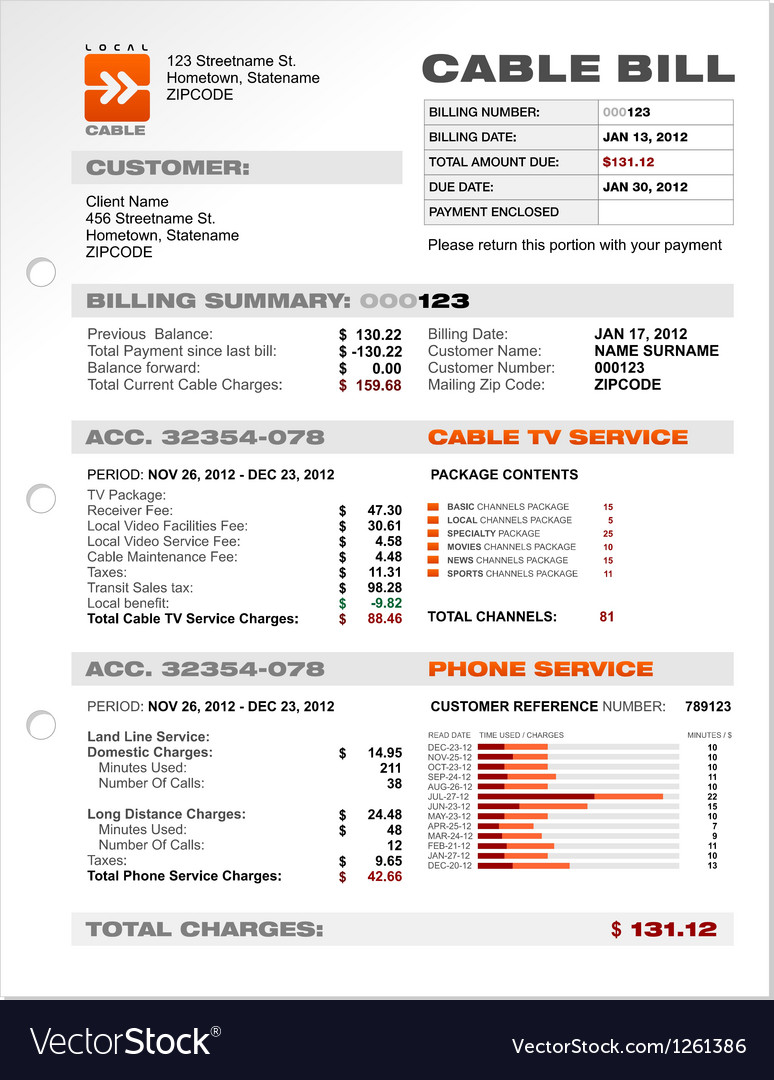 LOCAL
CABLE
123 Streetname St.
Hometown, Statename
ZIPCODE
CABLE BILL
BILLING NUMBER: 000123
BILLING DATE: JAN 13, 2012
TOTAL AMOUNT DUE: $131.12
DUE DATE: JAN 30, 2012
PAYMENT ENCLOSED
Please return this portion with your payment
CUSTOMER:
Client Name
456 Streetname St.
Hometown, Statename
ZIPCODE
BILLING SUMMARY: 000123
Previous Balance: $ 130.22
Total Payment since last bill: $ -130.22
Balance forward: $ 0.00
Total Current Cable Charges: $ 159.68
Billing Date: JAN 17, 2012
Customer Name: NAME SURNAME
Customer Number: 000123
Mailing Zip Code: ZIPCODE
ACC. 32354-078
PERIOD: NOV 26, 2012 - DEC 23, 2012
TV Package:
Receiver Fee: $ 47.30
Local Video Facilities Fee: $ 30.61
Local Video Service Fee: $ 4.58
Cable Maintenance Fee: $ 4.48
Taxes: $ 11.31
Transit Sales tax: $ 98.28
Local benefit: $ -9.82
Total Cable TV Service Charges: $ 88.46
CABLE TV SERVICE
PACKAGE CONTENTS
BASIC CHANNELS PACKAGE 15
LOCAL CHANNELS PACKAGE 5
SPECIALTY PACKAGE 25
MOVIES CHANNELS PACKAGE 10
NEWS CHANNELS PACKAGE 15
SPORTS CHANNELS PACKAGE 11
TOTAL CHANNELS: 81
ACC. 32354-078
PERIOD: NOV 26, 2012 - DEC 23, 2012
Land Line Service:
Domestic Charges: $ 14.95
Minutes Used: 211
Number Of Calls: 38
Long Distance Charges: $ 24.48
Minutes Used: $ 48
Number Of Calls: 12
Taxes: $ 9.65
Total Phone Service Charges: $ 42.66
PHONE SERVICE
CUSTOMER REFERENCE NUMBER: 789123
READ DATE TIME USED / CHARGES MINUTES / $
DEC-23-12 10
NOV-25-12 10
OCT-23-12 10
SEP-24-12 11
AUG-26-12 10
JUL-27-12 22
JUN-23-12 15
MAY-23-12 10
APR-25-12 7
MAR-24-12 9
FEB-21-12 11
JAN-27-12 10
DEC-20-12 13
TOTAL CHARGES: $ 131.12
VectorStock®
VectorStock.com/1261386